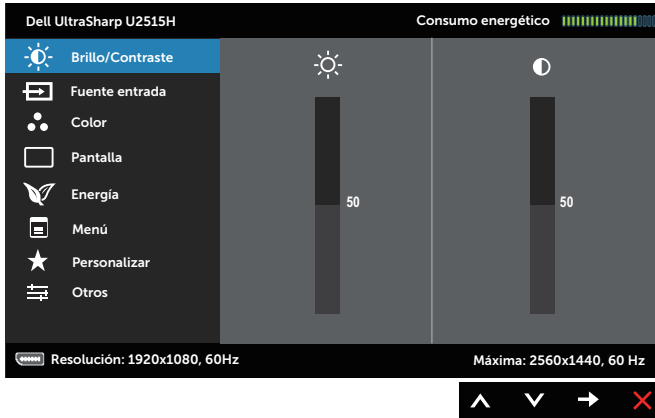 Dell UltraSharp U2515H
Consumo energético
Brillo/Contraste
Fuente entrada
Color
Pantalla
Energía
Menú
Personalizar
Otros
50
50
Resolución: 1920x1080, 60Hz
Máxima: 2560x1440, 60 Hz